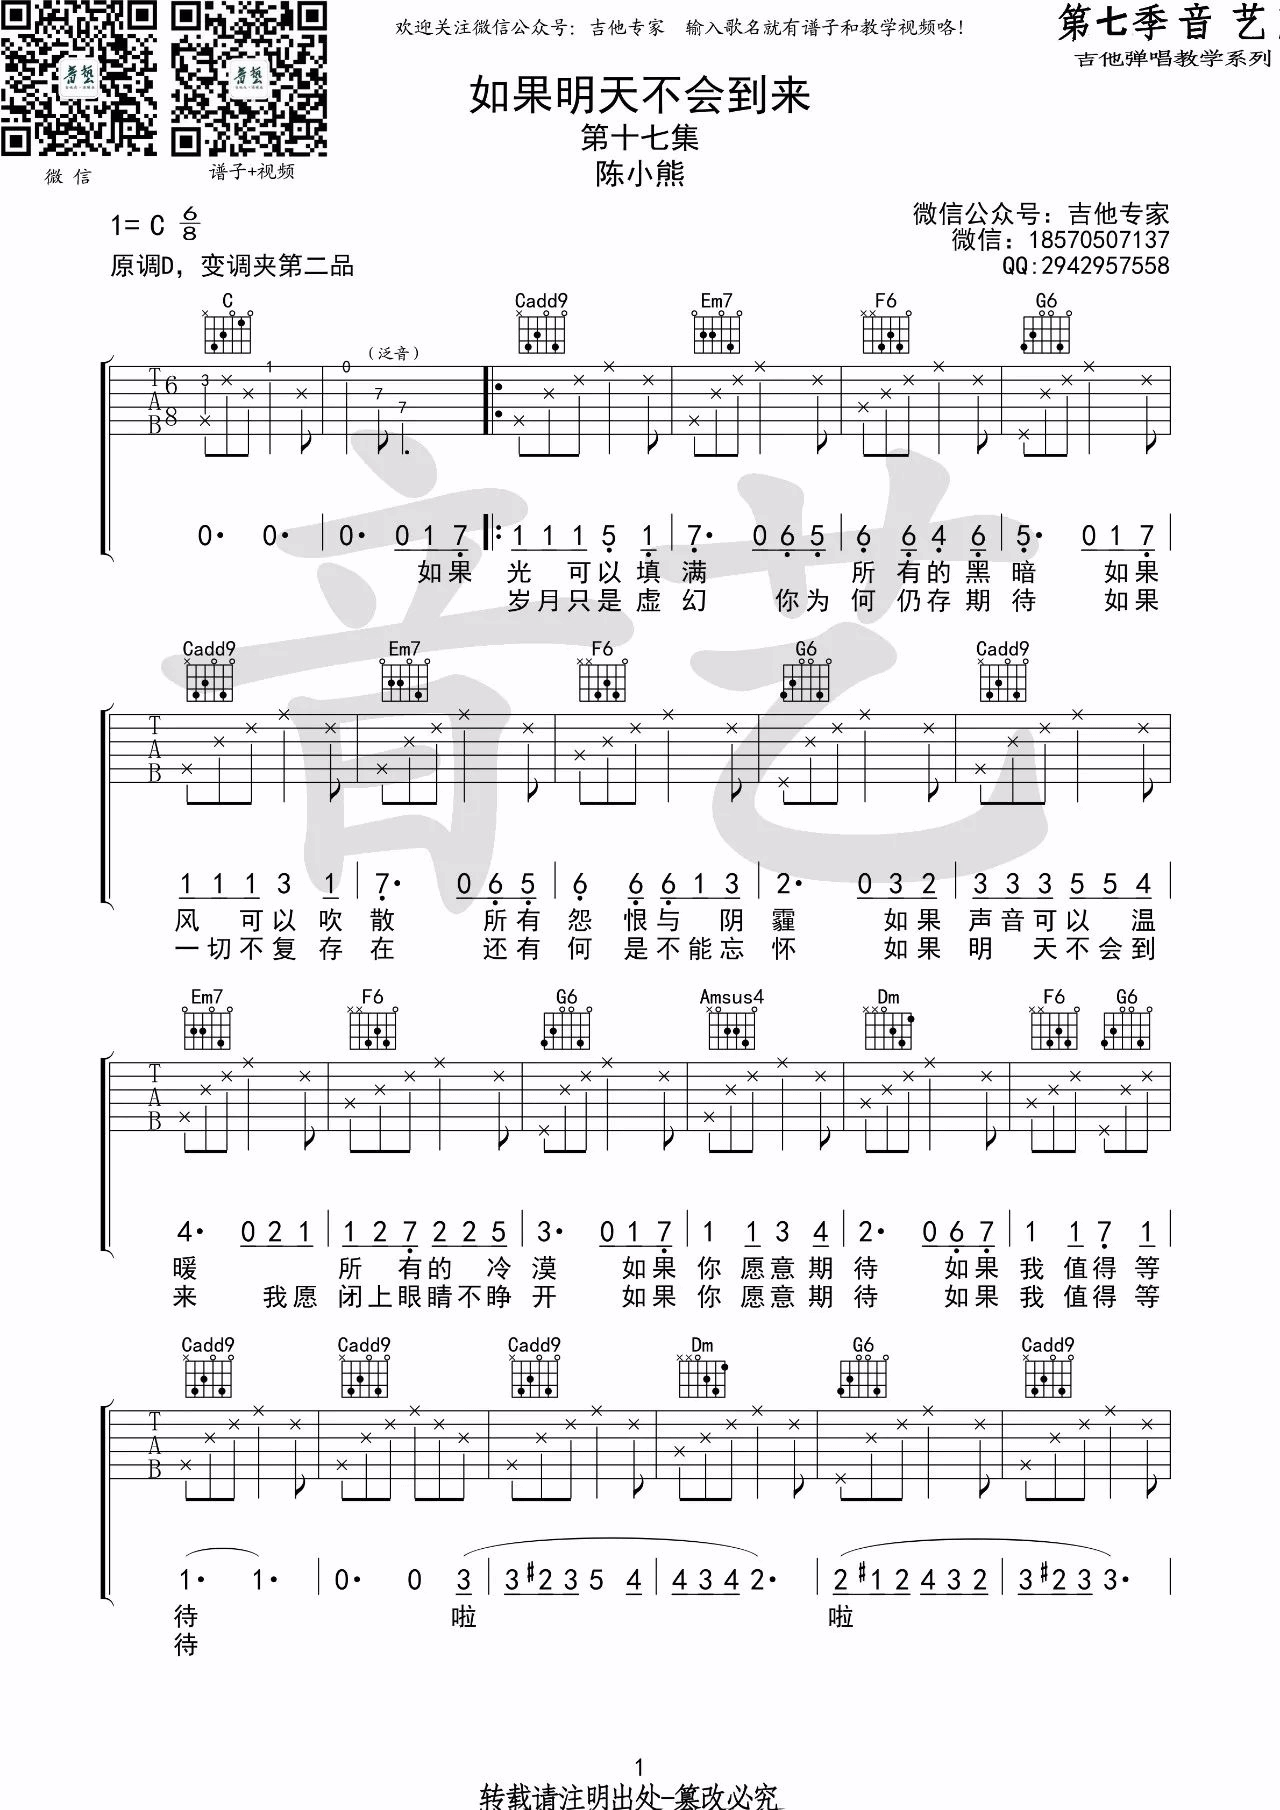 欢迎关注微信公众号：吉他专家　输入歌名就有谱子和教学视频咯！
第七季音艺
吉他弹唱教学系列
如果明天不会到来
第十七集
陈小熊
微 信
谱子+视频
1= C 6/8
原调D，变调夹第二品
微信公众号：吉他专家
微信：18570507137
QQ:2942957558
C Cadd9 Em7 F6 G6
（泛音）
T A B 6 8 3 1 0 7 7
0· 0· | 0· 0 1 7 |: 1 1 1 5 1 | 7· 0 6 5 | 6 6 4 6 | 5· 0 1 7 |
如果 光 可以填满 所有的黑暗 如果
岁月只是虚幻 你为何仍存期待 如果
Cadd9 Em7 F6 G6 Cadd9
T A B
1 1 1 3 1 | 7· 0 6 5 | 6 6 6 1 3 | 2· 0 3 2 | 3 3 3 5 5 4 |
风 可以吹散 所有怨恨与阴霾 如果声音可以 温
一切不复存在 还有何是不能忘怀 如果明 天不会到
Em7 F6 G6 Amsus4 Dm F6 G6
T A B
4· 0 2 1 | 1 2 7 2 2 5 | 3· 0 1 7 | 1 1 3 4 | 2· 0 6 7 | 1 1 7 1 |
暖 所 有的 冷漠 如果你愿意期待 如果我值得等
来 我愿闭上眼睛不睁开 如果你愿意期待 如果我值得等
Cadd9 Cadd9 Cadd9 Dm G6 Cadd9
T A B
1· 1· | 0· 0 3 | 3 #2 3 5 4 | 4 3 4 2· | 2 #1 2 4 3 2 | 3 #2 3 3· |
待 啦 啦
待
1
转载请注明出处-篡改必究
音艺